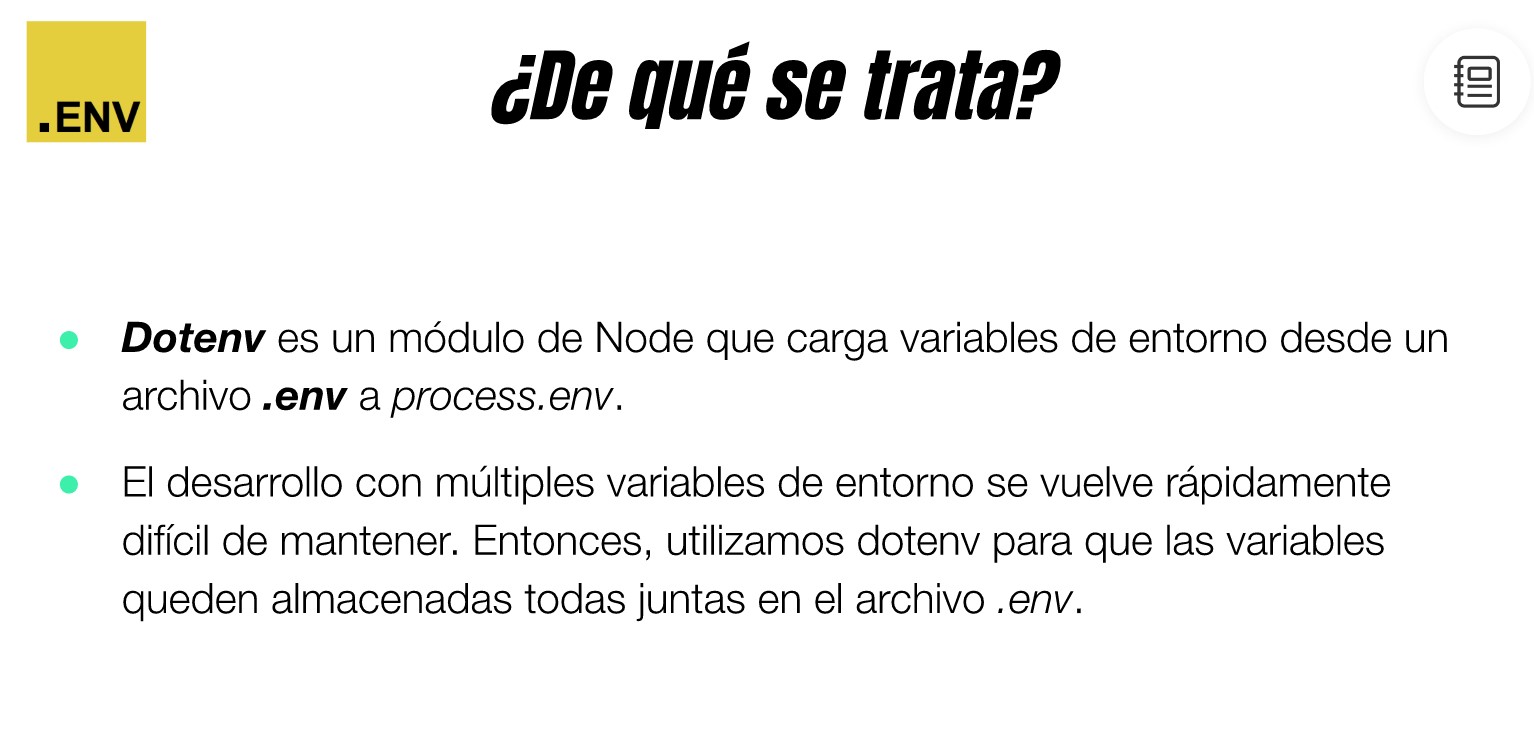 .ENV
¿De qué se trata?
Dotenv es un módulo de Node que carga variables de entorno desde un
archivo .env a process.env.
El desarrollo con múltiples variables de entorno se vuelve rápidamente
difícil de mantener. Entonces, utilizamos dotenv para que las variables
queden almacenadas todas juntas en el archivo .env.